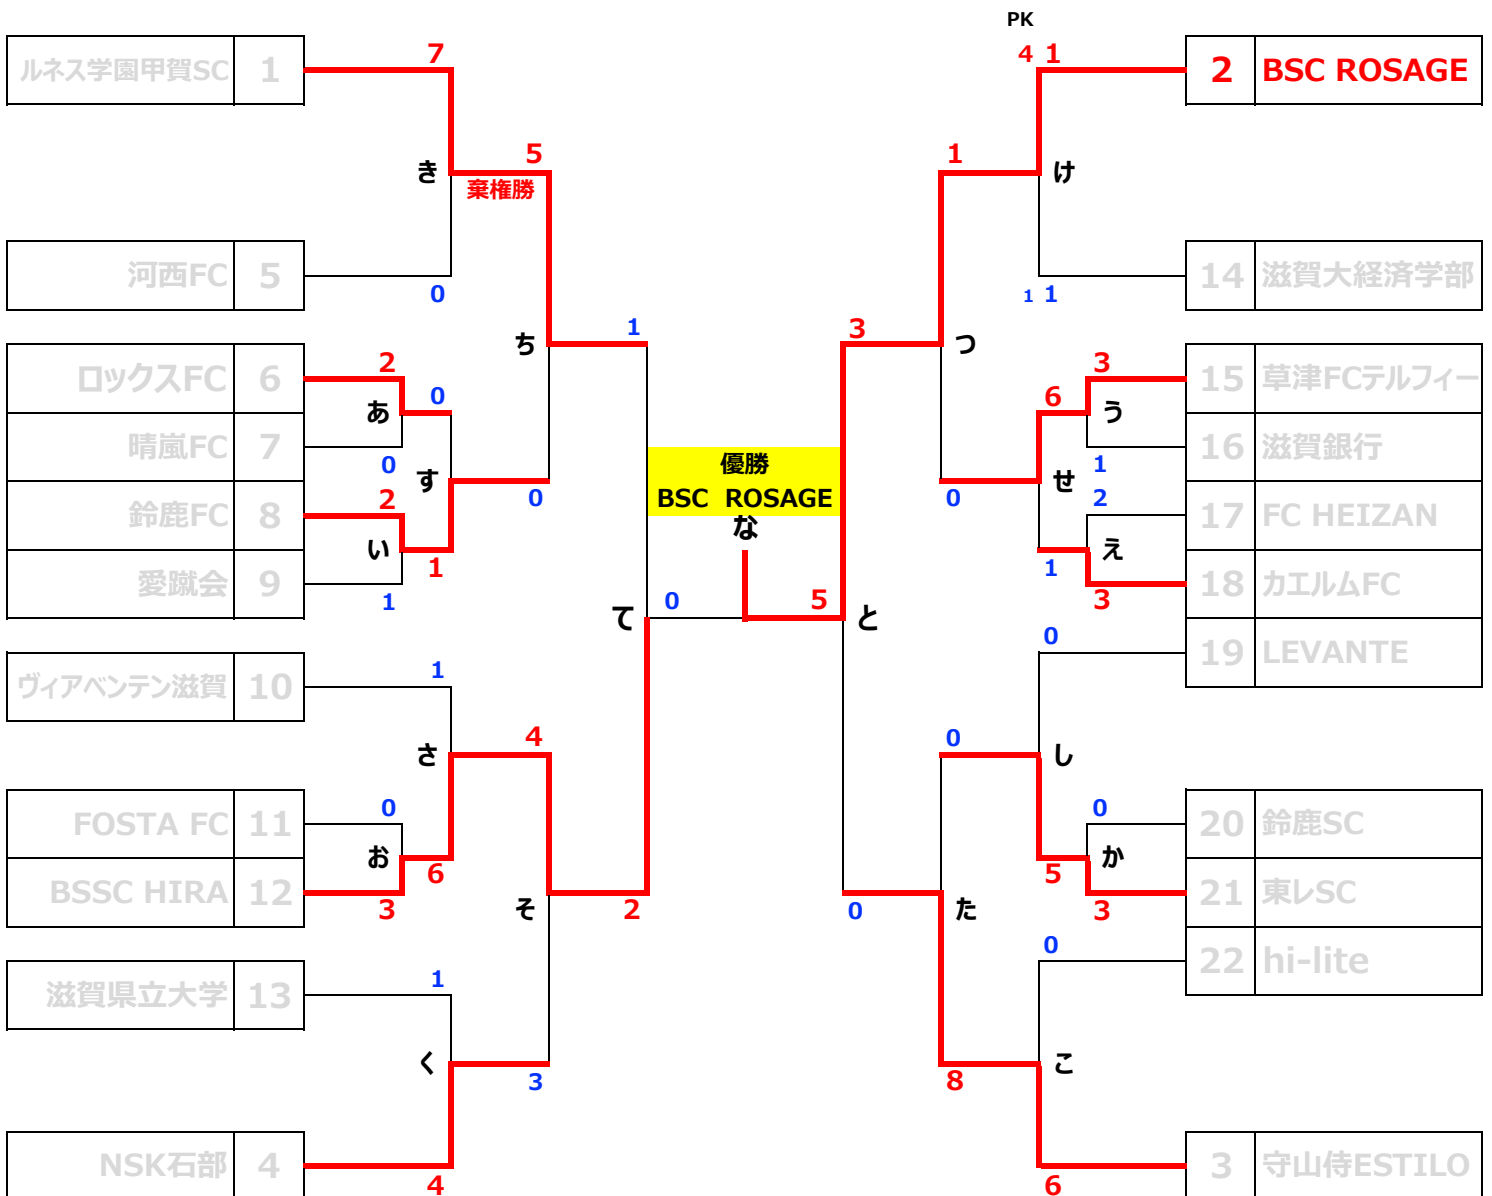 PK
7
4 1
ルネス学園甲賀SC 1
2 BSC ROSAGE
5
1
き
棄権勝
け
河西FC 5
14 滋賀大経済学部
0
1 1
1
3
ち
つ
ロックスFC 6
2
3
15 草津FCテルフィー
0
6
あ
う
晴嵐FC 7
16 滋賀銀行
0
1
優勝
す
せ
鈴鹿FC 8
2
0
BSC ROSAGE
0
2
17 FC HEIZAN
な
い
え
1
1
愛蹴会 9
18 カエルムFC
1
3
て
0
5
と
0
19 LEVANTE
ヴィアベンテン滋賀 10
1
4
0
さ
し
FOSTA FC 11
0
0
20 鈴鹿SC
お
か
6
5
BSSC HIRA 12
21 東レSC
3
そ
2
0
た
3
0
22 hi-lite
滋賀県立大学 13
1
く
こ
3
8
NSK石部 4
3 守山侍ESTILO
4
6